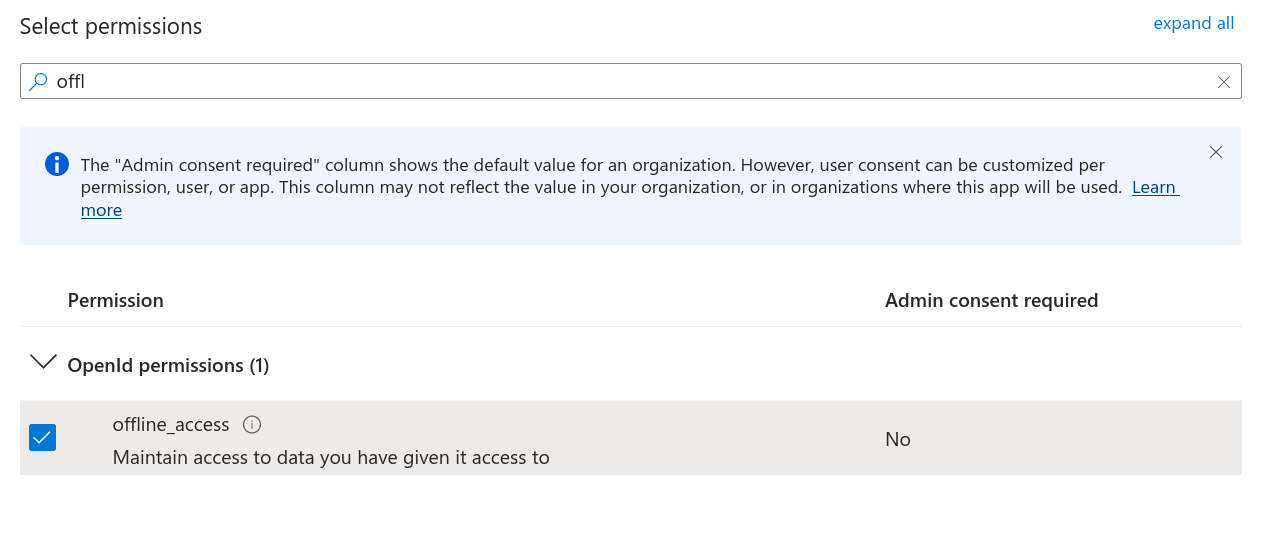 Select permissions
expand all
offl
The "Admin consent required" column shows the default value for an organization. However, user consent can be customized per
permission, user, or app. This column may not reflect the value in your organization, or in organizations where this app will be used. Learn
more
Permission
Admin consent required
OpenId permissions (1)
offline_access
Maintain access to data you have given it access to
No